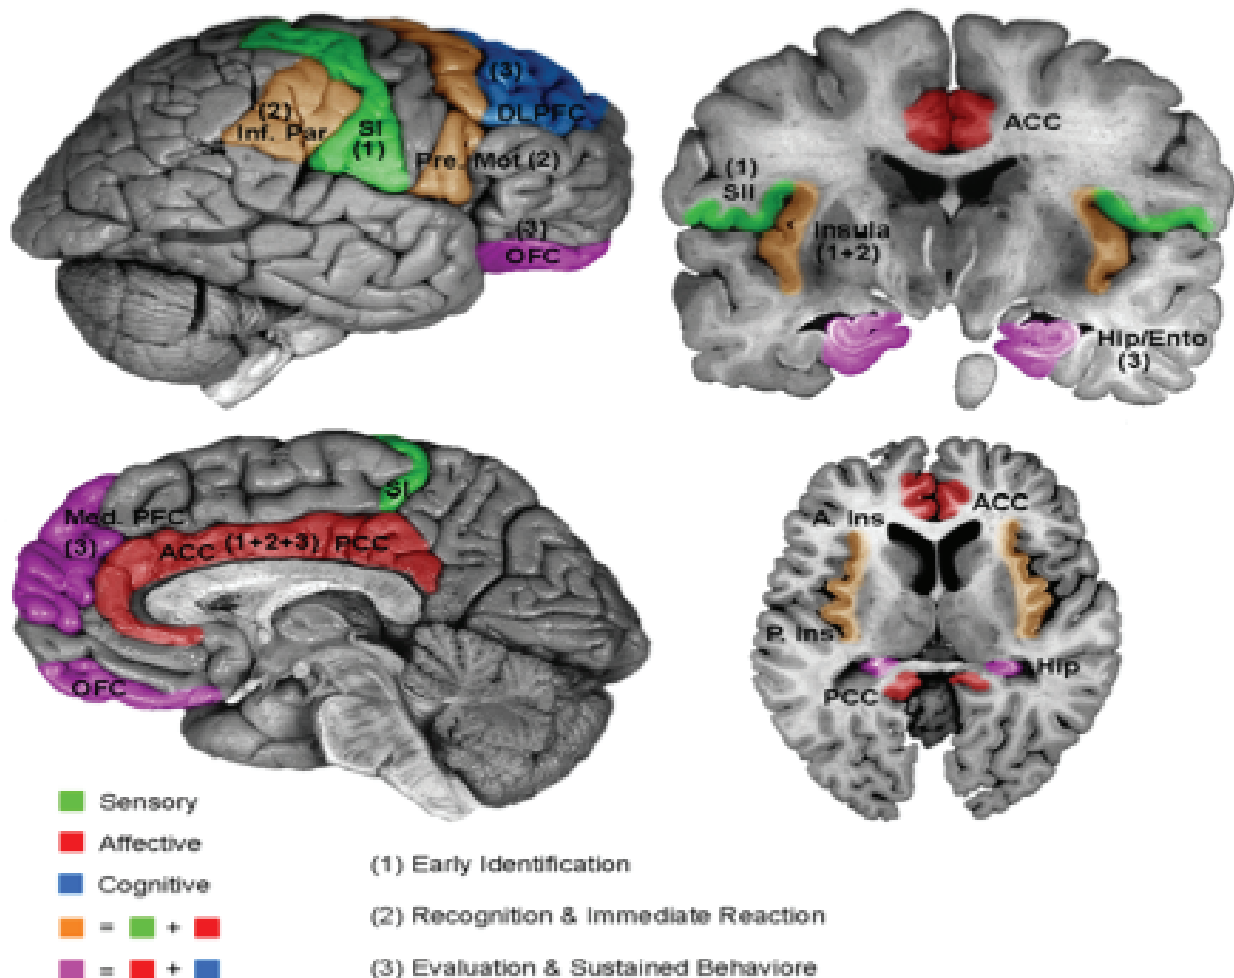 (3)
DLPFC
(2)
Inf. Par
SI
(1)
Pre. Mot (2)
(3)
OFC
ACC
(1)
SII
Insula
(1+2)
Hip/Ento
(3)
Med. PFC
(3)
SI
ACC (1+2+3) PCC
OFC
ACC
A. Ins
P. Ins
Hip
PCC
Sensory
Affective
Cognitive
= +
= +
(1) Early Identification
(2) Recognition & Immediate Reaction
(3) Evaluation & Sustained Behaviore